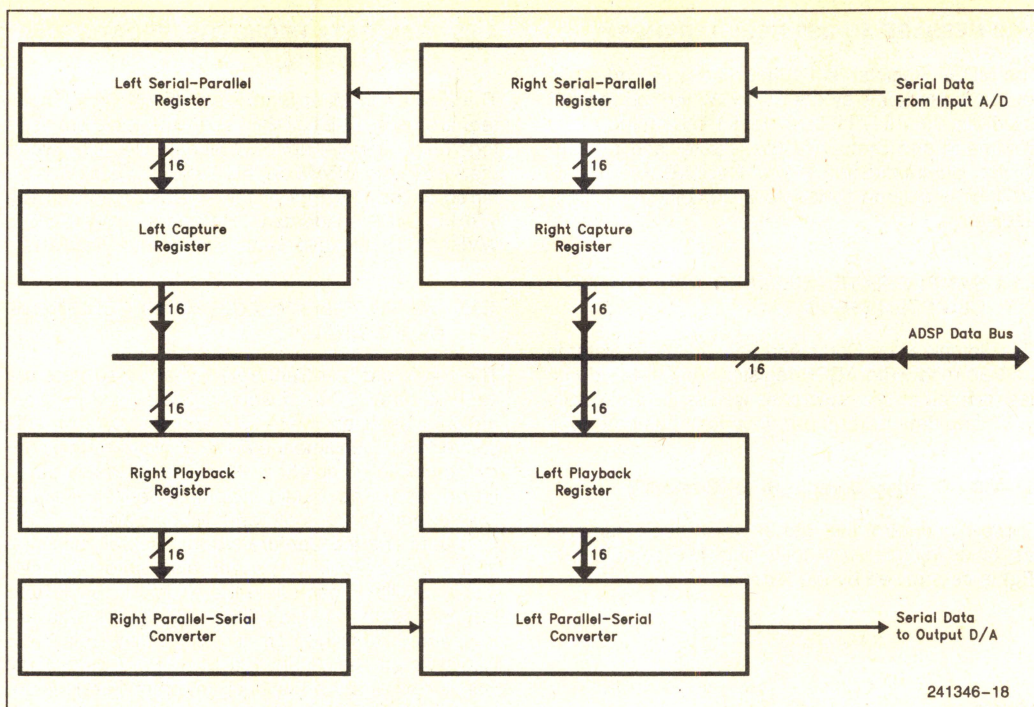 Left Serial-Parallel
Register
Right Serial-Parallel
Register
Serial Data
From Input A/D
16
16
Left Capture
Register
Right Capture
Register
16
16
ADSP Data Bus
16
16
16
Right Playback
Register
Left Playback
Register
16
16
Right Parallel-Serial
Converter
Left Parallel-Serial
Converter
Serial Data
to Output D/A
241346-18